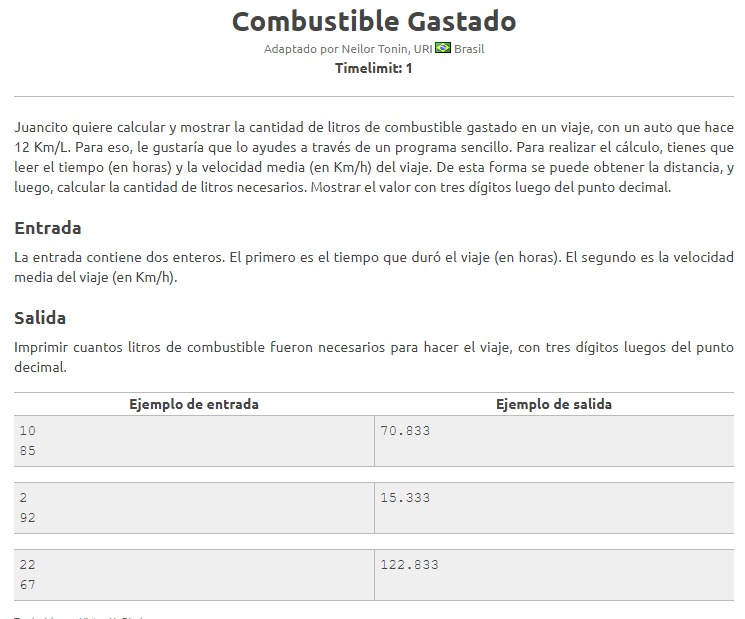 Combustible Gastado
Adaptado por Neilor Tonin, URI Brasil
Timelimit: 1
Juancito quiere calcular y mostrar la cantidad de litros de combustible gastado en un viaje, con un auto que hace
12 Km/L. Para eso, le gustaría que lo ayudes a través de un programa sencillo. Para realizar el cálculo, tienes que
leer el tiempo (en horas) y la velocidad media (en Km/h) del viaje. De esta forma se puede obtener la distancia, y
luego, calcular la cantidad de litros necesarios. Mostrar el valor con tres dígitos luego del punto decimal.
Entrada
La entrada contiene dos enteros. El primero es el tiempo que duró el viaje (en horas). El segundo es la velocidad
media del viaje (en Km/h).
Salida
Imprimir cuantos litros de combustible fueron necesarios para hacer el viaje, con tres dígitos luegos del punto
decimal.
Ejemplo de entrada Ejemplo de salida
10 70.833
85
2 15.333
92
22 122.833
67